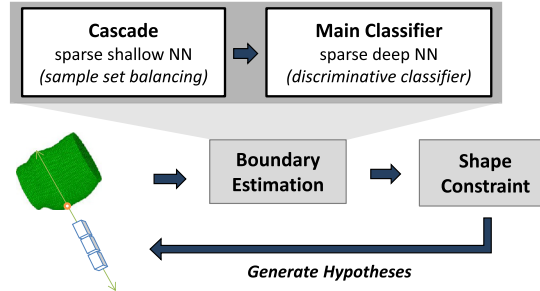 Cascade
sparse shallow NN
(sample set balancing)
Main Classifier
sparse deep NN
(discriminative classifier)
Boundary
Estimation
Shape
Constraint
Generate Hypotheses